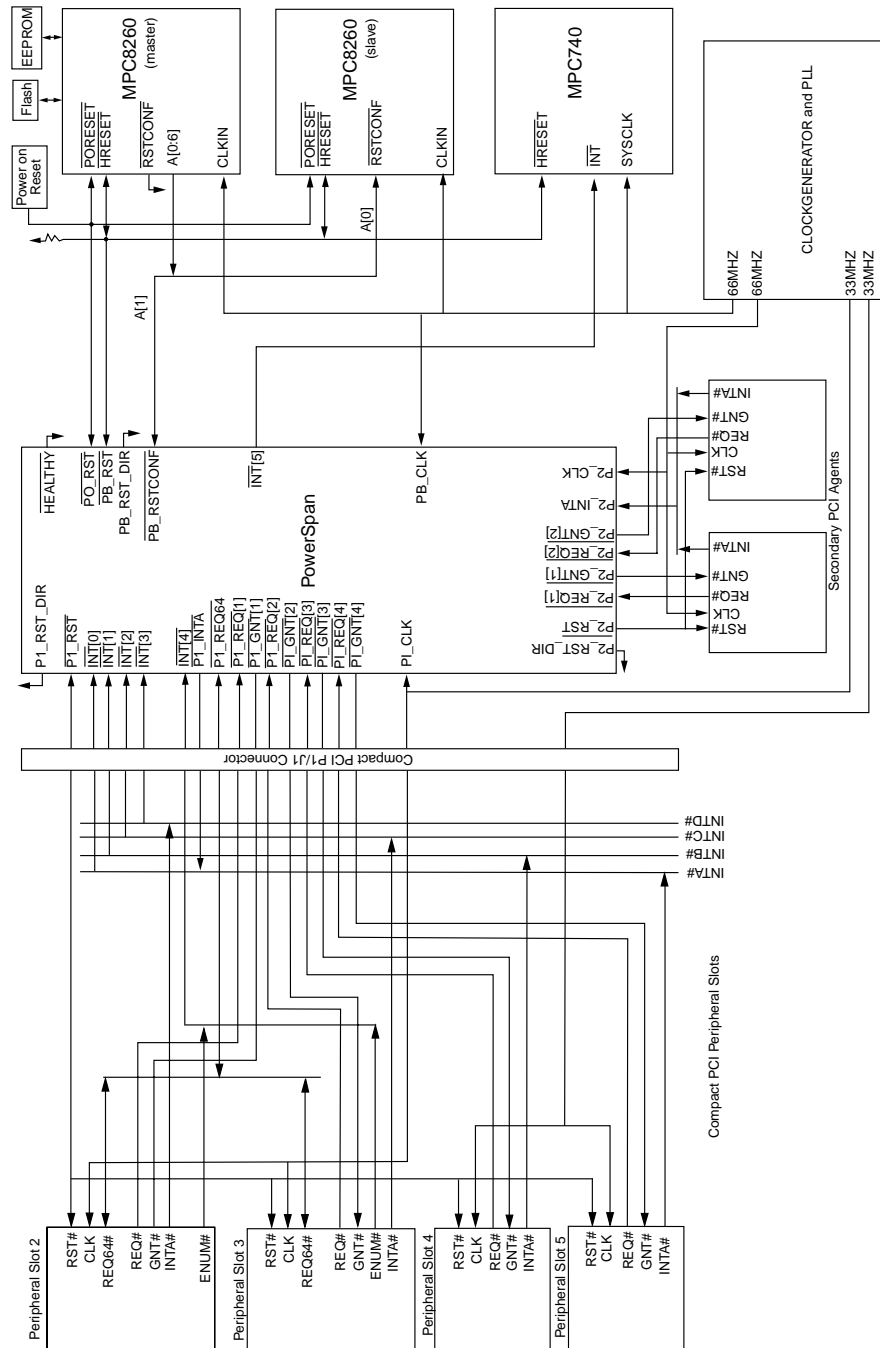 EEPROM
Flash
Power on
Reset
MPC8260
(master)
PORESET
HRESET
RSTCONF
A[0:6]
CLKIN
MPC8260
(slave)
PORESET
HRESET
RSTCONF
CLKIN
MPC740
HRESET
INT
SYSCLK
CLOCKGENERATOR and PLL
66MHZ
66MHZ
33MHZ
33MHZ
A[0]
A[1]
PowerSpan
HEALTHY
PO_RST
PB_RST
PB_RST_DIR
PB_RSTCONF
INT[5]
PB_CLK
P1_RST_DIR
P1_RST
INT[0]
INT[1]
INT[2]
INT[3]
INT[4]
P1_INTA
P1_REQ64
P1_REQ[1]
P1_GNT[1]
P1_REQ[2]
PI_GNT[2]
PI_REQ[3]
PI_GNT[3]
PI_REQ[4]
PI_GNT[4]
PI_CLK
P2_CLK
P2_INTA
P2_GNT[2]
P2_REQ[2]
P2_GNT[1]
P2_REQ[1]
P2_RST
P2_RST_DIR
INTA#
GNT#
REQ#
CLK
RST#
INTA#
GNT#
REQ#
CLK
RST#
Secondary PCI Agents
Compact PCI P1/J1 Connector
INTD#
INTC#
INTB#
INTA#
Compact PCI Peripheral Slots
Peripheral Slot 2
RST#
CLK
REQ64#
REQ#
GNT#
INTA#
ENUM#
Peripheral Slot 3
RST#
CLK
REQ64#
REQ#
GNT#
ENUM#
INTA#
Peripheral Slot 4
RST#
CLK
REQ#
GNT#
INTA#
Peripheral Slot 5
RST#
CLK
REQ#
GNT#
INTA#